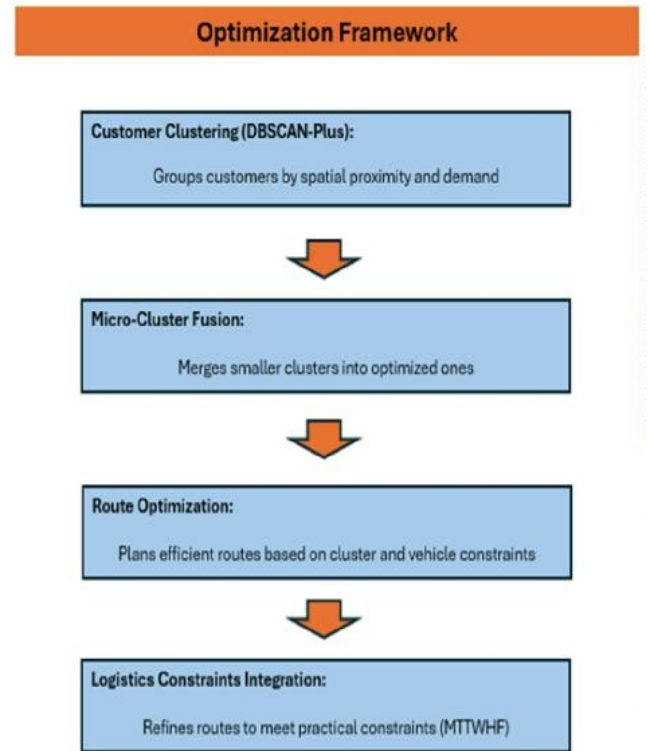 Optimization Framework
Customer Clustering (DBSCAN-Plus):
Groups customers by spatial proximity and demand
Micro-Cluster Fusion:
Merges smaller clusters into optimized ones
Route Optimization:
Plans efficient routes based on cluster and vehicle constraints
Logistics Constraints Integration:
Refines routes to meet practical constraints (MTTWHF)